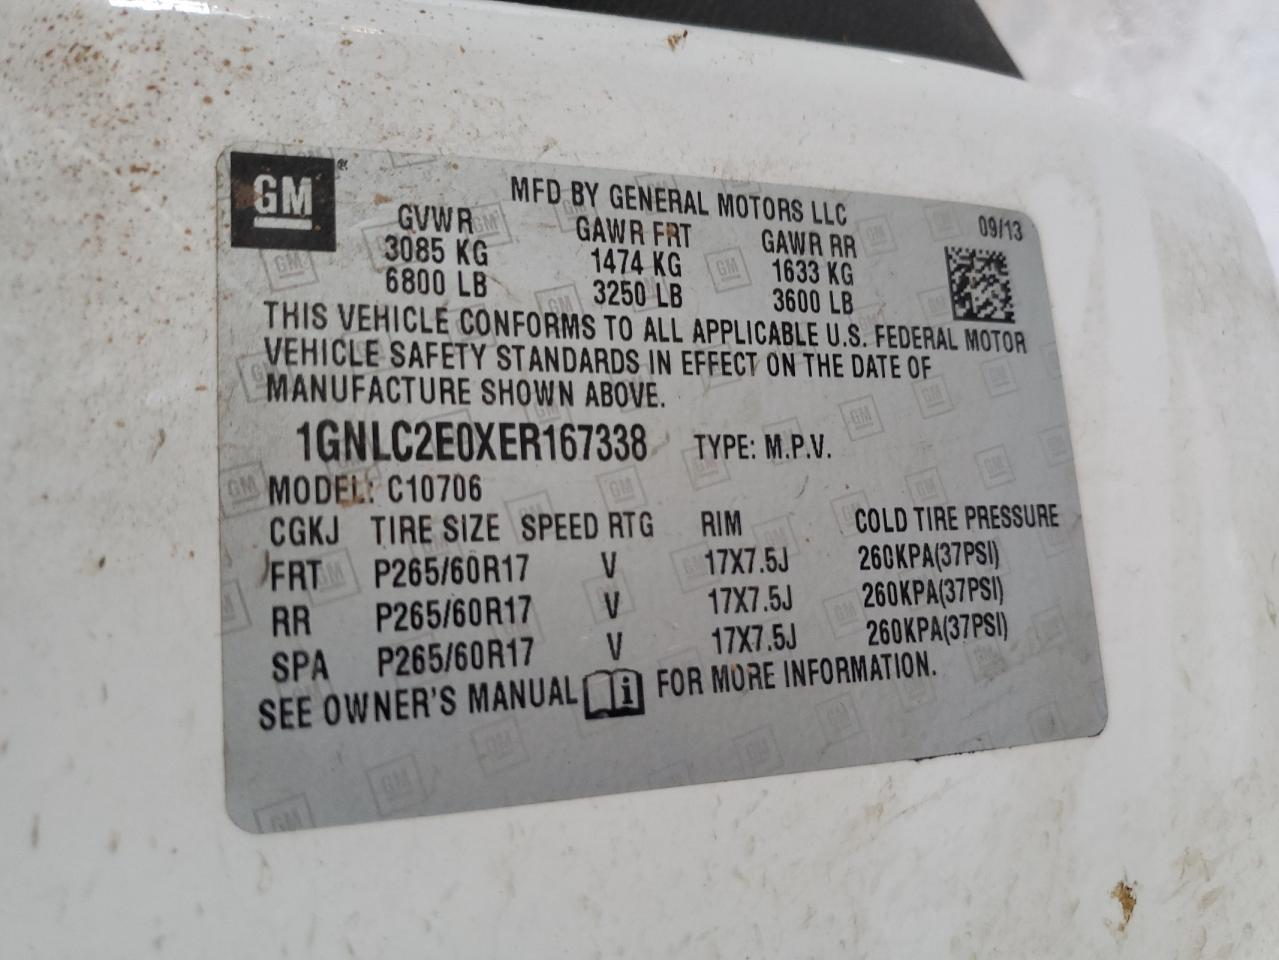 GM®
MFD BY GENERAL MOTORS LLC
09/13
GVWR GAWR FRT GAWR RR
3085 KG 1474 KG 1633 KG
6800 LB 3250 LB 3600 LB
THIS VEHICLE CONFORMS TO ALL APPLICABLE U.S. FEDERAL MOTOR
VEHICLE SAFETY STANDARDS IN EFFECT ON THE DATE OF
MANUFACTURE SHOWN ABOVE.
1GNLC2E0XER167338 TYPE: M.P.V.
MODEL: C10706
CGKJ TIRE SIZE SPEED RTG RIM COLD TIRE PRESSURE
FRT P265/60R17 V 17X7.5J 260KPA(37PSI)
RR P265/60R17 V 17X7.5J 260KPA(37PSI)
SPA P265/60R17 V 17X7.5J 260KPA(37PSI)
SEE OWNER'S MANUAL i FOR MORE INFORMATION.